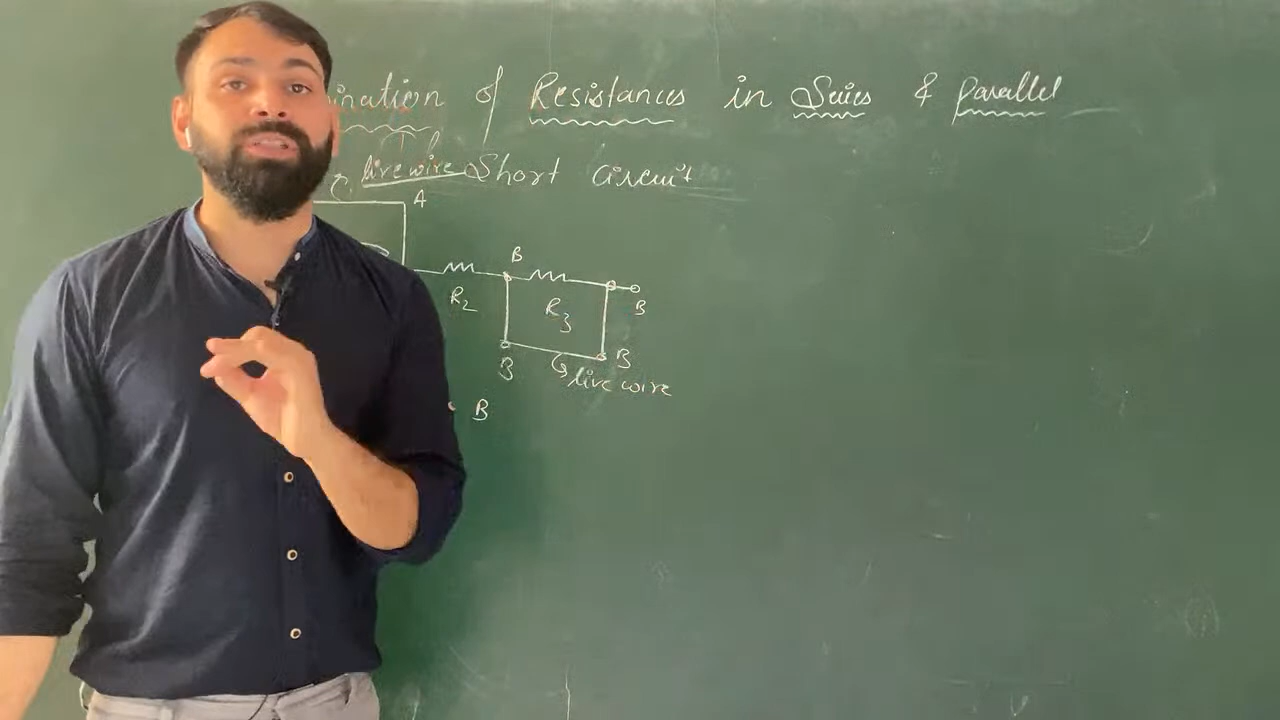 ination of Resistances in Series & parallel
live wire Short circuit
A
B
R2
R3
B
B
B
live wire
B